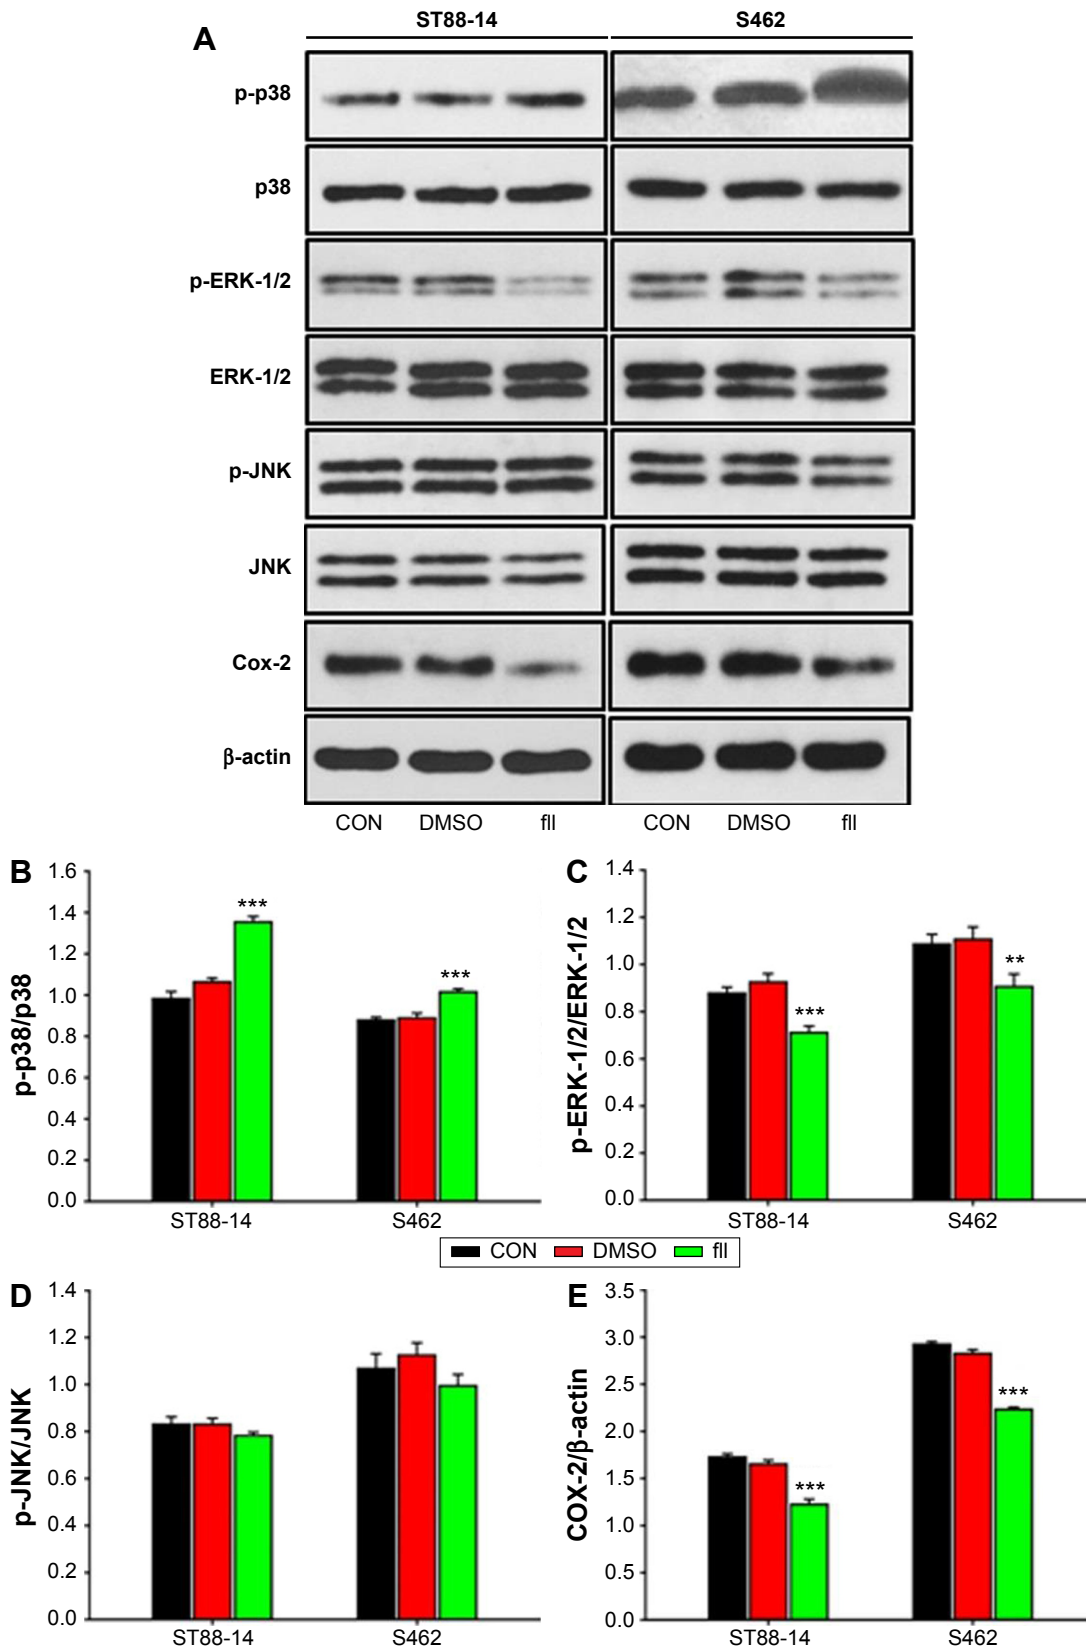 ST88-14 S462
A
p-p38
p38
p-ERK-1/2
ERK-1/2
p-JNK
JNK
Cox-2
β-actin
CON DMSO fII CON DMSO fII
B
p-p38/p38
1.6
1.4
1.2
1.0
0.8
0.6
0.4
0.2
0.0
***
***
ST88-14 S462
C
p-ERK-1/2/ERK-1/2
1.4
1.2
1.0
0.8
0.6
0.4
0.2
0.0
***
**
ST88-14 S462
CON DMSO fII
D
p-JNK/JNK
1.4
1.2
1.0
0.8
0.6
0.4
0.2
0.0
ST88-14 S462
E
COX-2/β-actin
3.5
3.0
2.5
2.0
1.5
1.0
0.5
0.0
***
***
ST88-14 S462